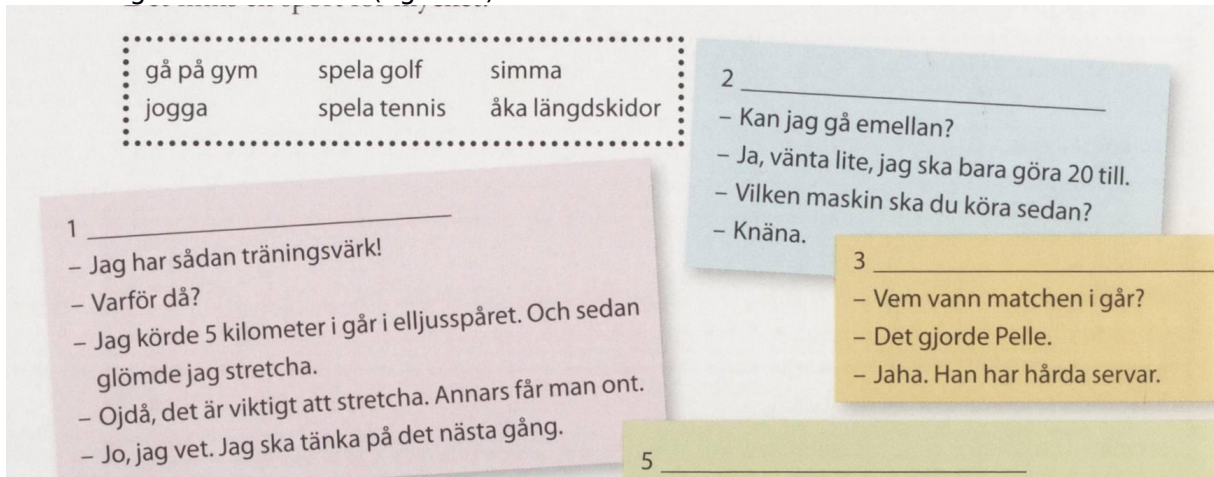 gå på gym spela golf simma
jogga spela tennis åka längdskidor
1
– Jag har sådan träningsvärk!
– Varför då?
– Jag körde 5 kilometer i går i elljusspåret. Och sedan
glömde jag stretcha.
– Ojdå, det är viktigt att stretcha. Annars får man ont.
– Jo, jag vet. Jag ska tänka på det nästa gång.
2
– Kan jag gå emellan?
– Ja, vänta lite, jag ska bara göra 20 till.
– Vilken maskin ska du köra sedan?
– Knäna.
3
– Vem vann matchen i går?
– Det gjorde Pelle.
– Jaha. Han har hårda servar.
5